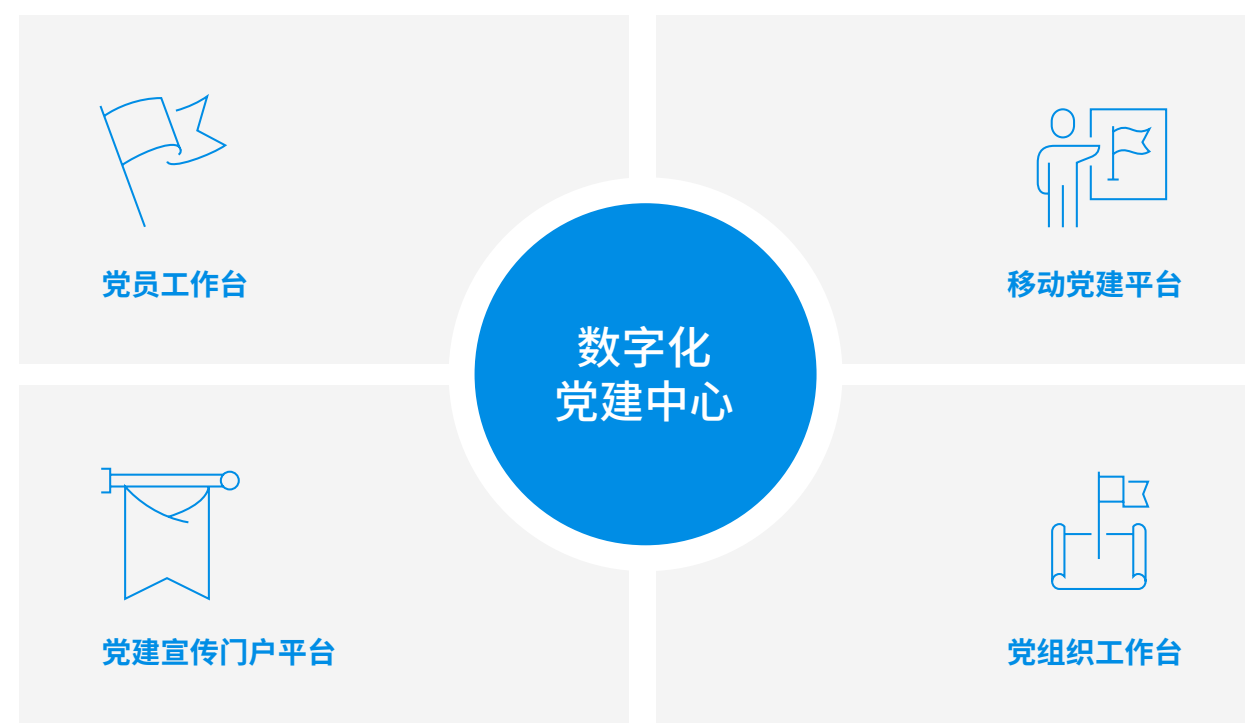 党员工作台
移动党建平台
数字化
党建中心
党建宣传门户平台
党组织工作台